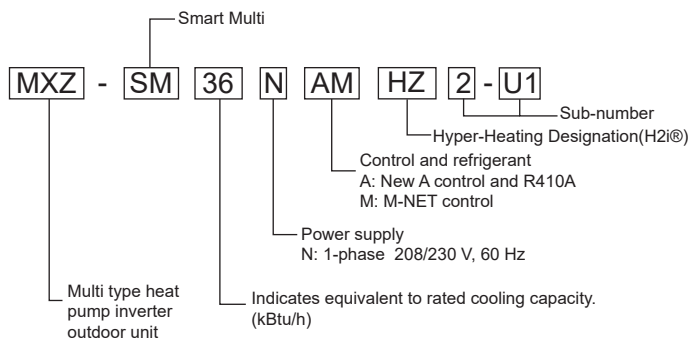 Smart Multi
MXZ - SM 36 N AM HZ 2 - U1
Sub-number
Hyper-Heating Designation(H2i®)
Control and refrigerant
A: New A control and R410A
M: M-NET control
Power supply
N: 1-phase 208/230 V, 60 Hz
Indicates equivalent to rated cooling capacity.
(kBtu/h)
Multi type heat
pump inverter
outdoor unit